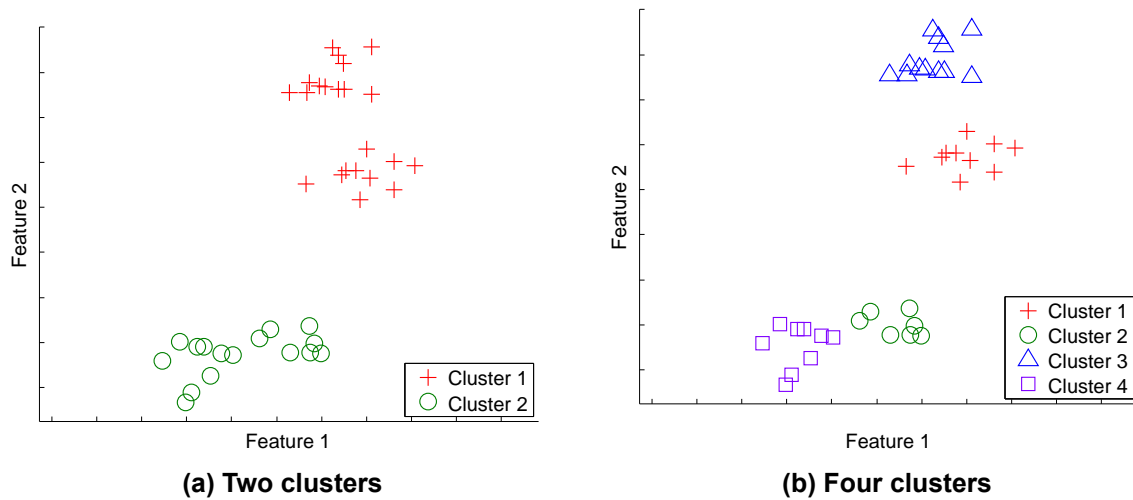 Feature 2
Cluster 1
Cluster 2
Feature 1
(a) Two clusters
Feature 2
Cluster 1
Cluster 2
Cluster 3
Cluster 4
Feature 1
(b) Four clusters